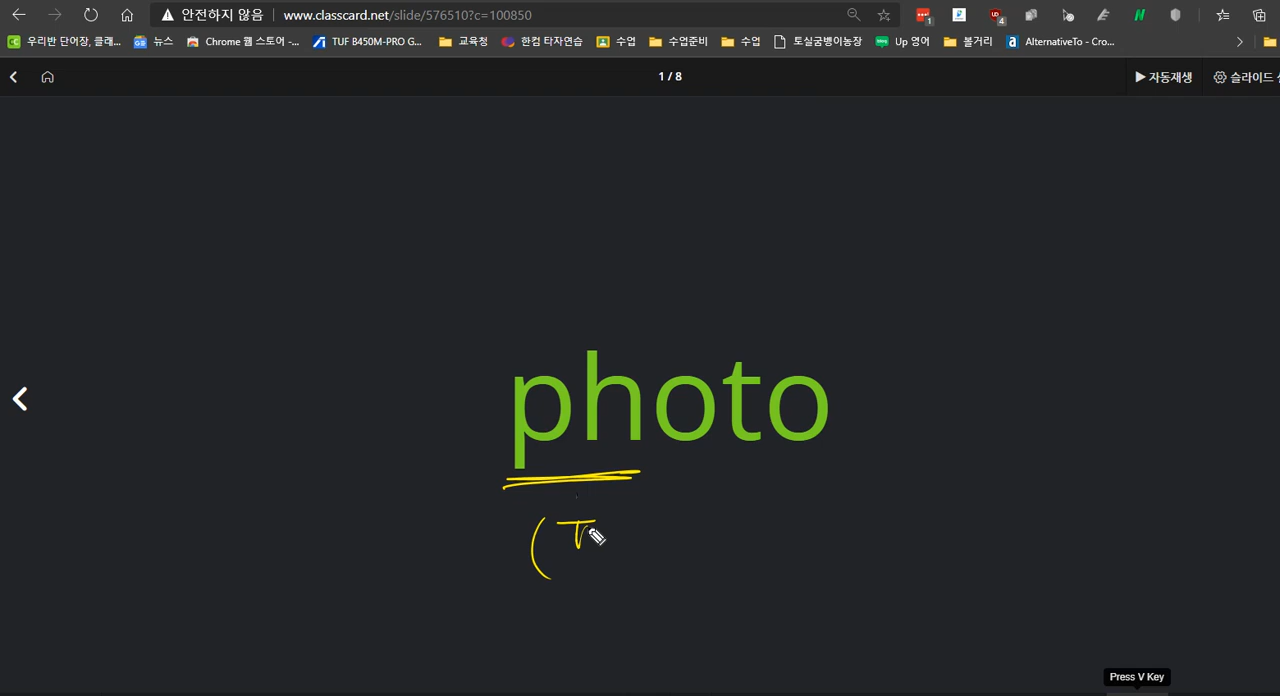 안전하지 않음 www.classcard.net/slide/576510?c=100850
우리반 단어장, 클래... 뉴스 Chrome 웹 스토어 -... TUF B450M-PRO G... 교육청 한컴 타자연습 수업 수업준비 수업 토실굼벵이농장 Up 영어 볼거리 AlternativeTo - Cro...
1 / 8 자동재생 슬라이드
photo
(
Press V Key